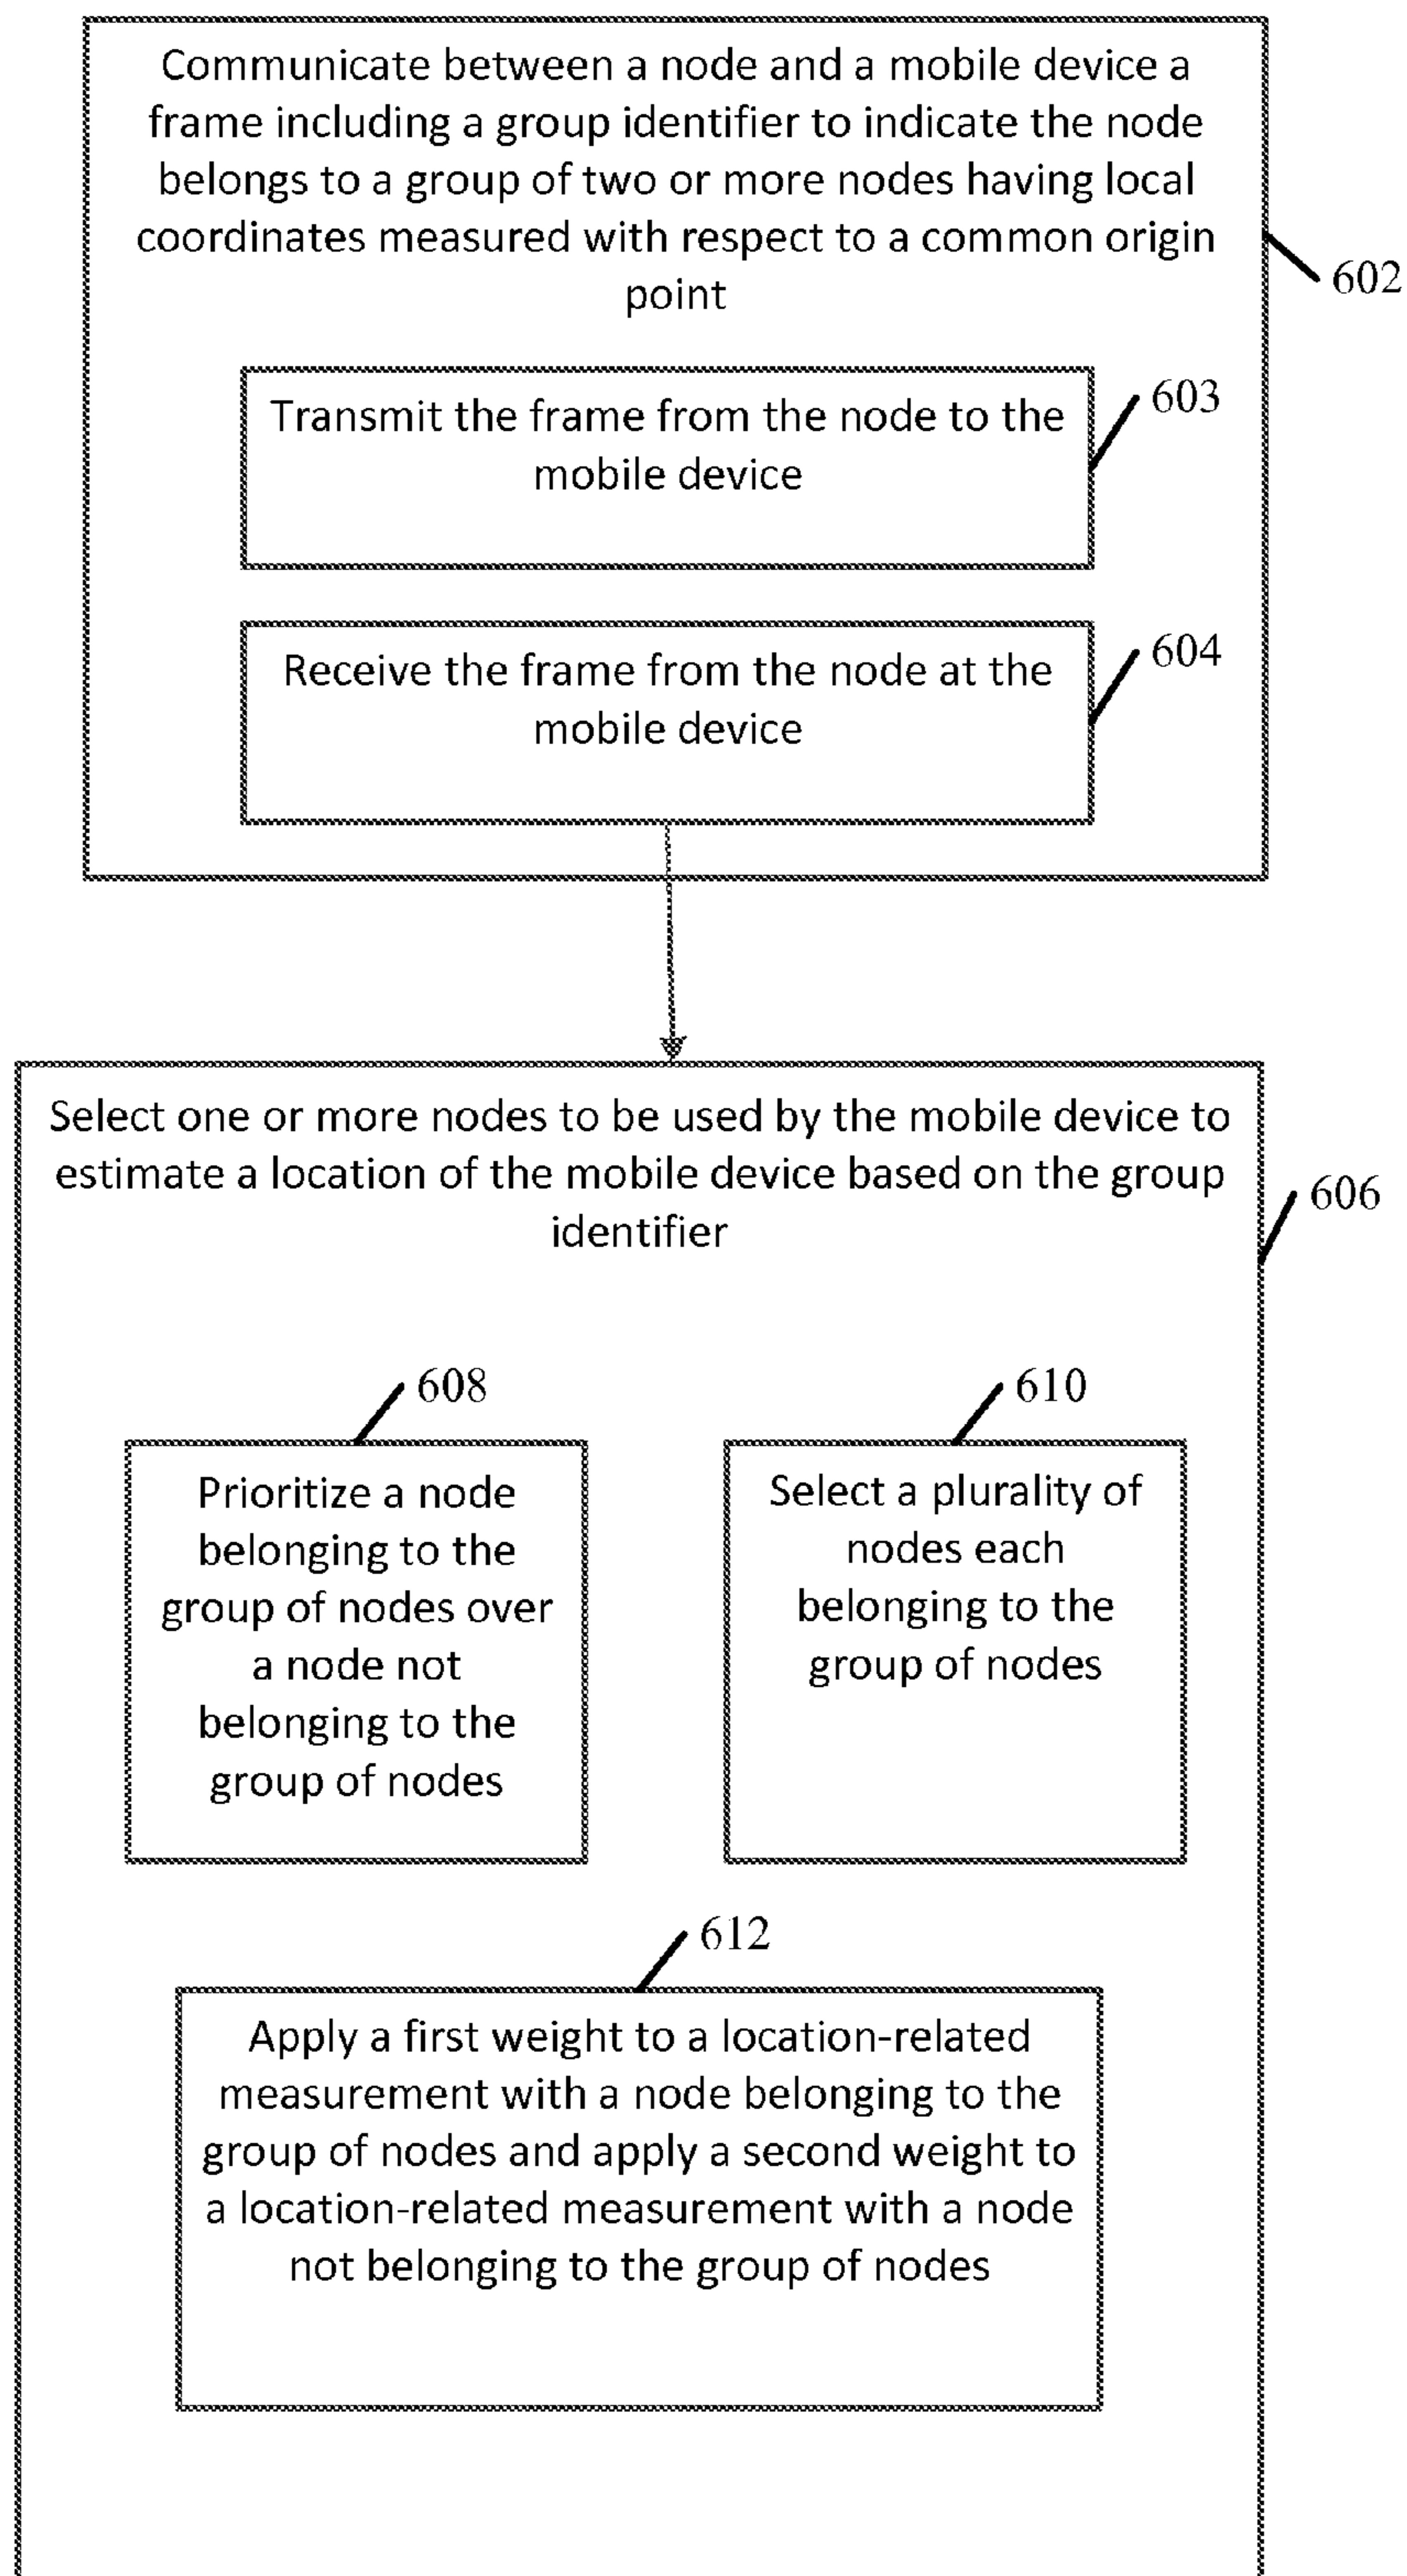 Communicate between a node and a mobile device a
frame including a group identifier to indicate the node
belongs to a group of two or more nodes having local
coordinates measured with respect to a common origin
point
602
Transmit the frame from the node to the
mobile device
603
Receive the frame from the node at the
mobile device
604
Select one or more nodes to be used by the mobile device to
estimate a location of the mobile device based on the group
identifier
606
608
Prioritize a node
belonging to the
group of nodes over
a node not
belonging to the
group of nodes
610
Select a plurality of
nodes each
belonging to the
group of nodes
612
Apply a first weight to a location-related
measurement with a node belonging to the
group of nodes and apply a second weight to
a location-related measurement with a node
not belonging to the group of nodes